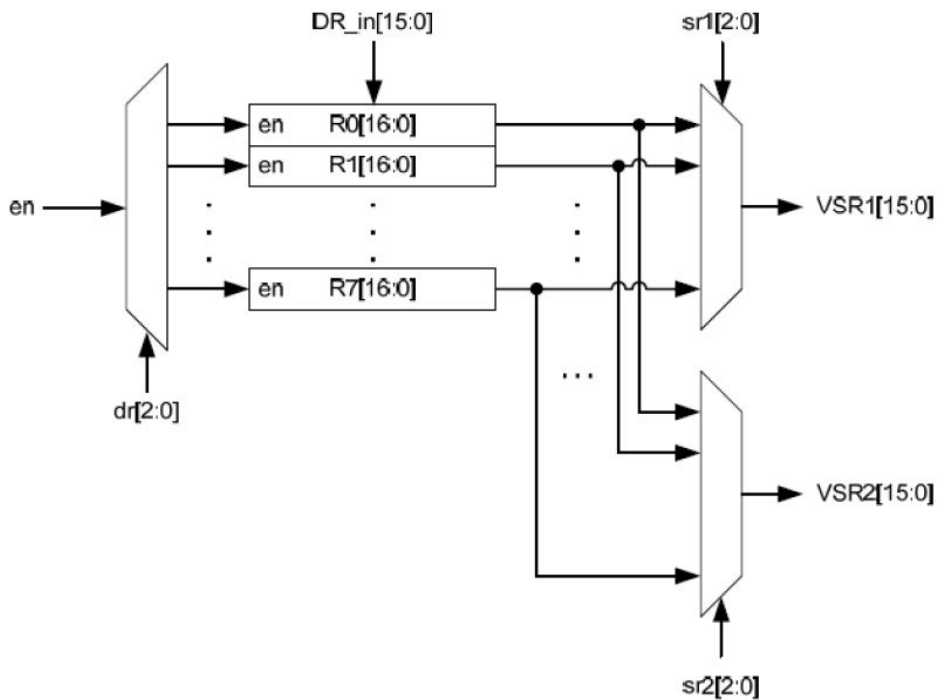 DR_in[15:0]
sr1[2:0]
en R0[16:0]
en R1[16:0]
en
VSR1[15:0]
en R7[16:0]
dr[2:0]
VSR2[15:0]
sr2[2:0]